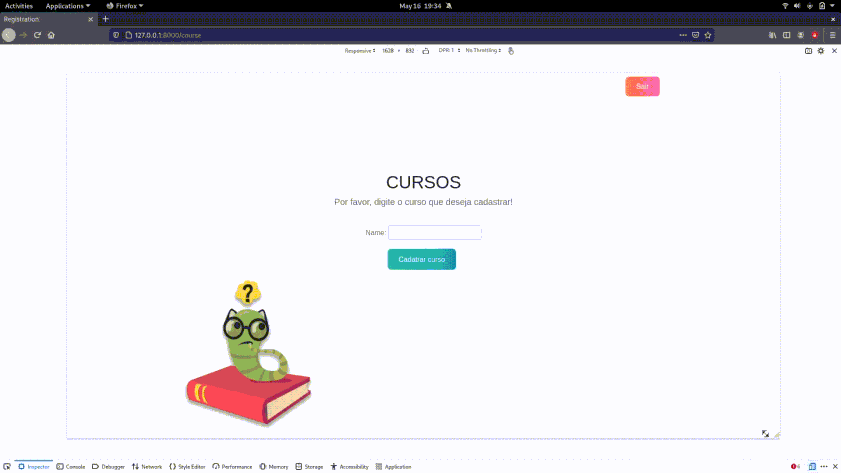 Activities Applications Firefox May 16 19:34
Registration
127.0.0.1:8000/course
Responsive 1628 × 832 DPR: 1 No Throttling
Sair
CURSOS
Por favor, digite o curso que deseja cadastrar!
Name:
Cadatrar curso
?
Inspector Console Debugger Network Style Editor Performance Memory Storage Accessibility Application 4